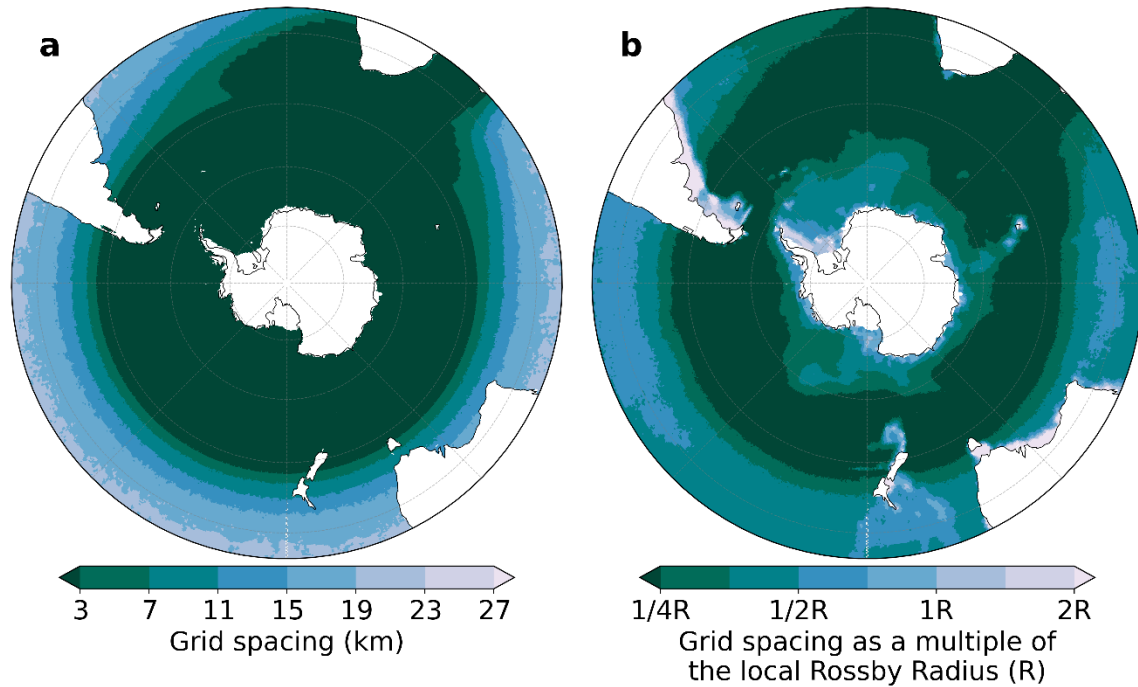 a
b
3 7 11 15 19 23 27
Grid spacing (km)
1/4R 1/2R 1R 2R
Grid spacing as a multiple of
the local Rossby Radius (R)